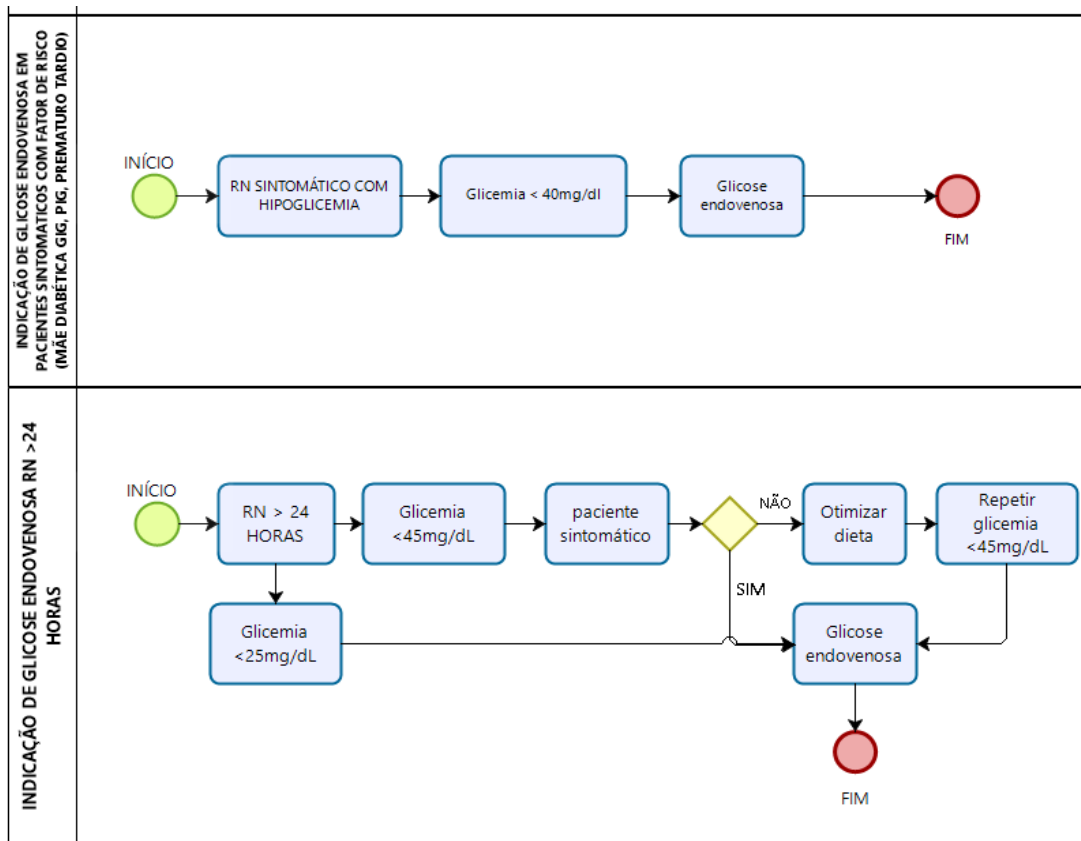 INDICAÇÃO DE GLICOSE ENDOVENOSA EM
PACIENTES SINTOMATICOS COM FATOR DE RISCO
(MÃE DIABÉTICA GIG, PIG, PREMATURO TARDIO)
INÍCIO
RN SINTOMÁTICO COM
HIPOGLICEMIA
Glicemia < 40mg/dl
Glicose
endovenosa
FIM
INDICAÇÃO DE GLICOSE ENDOVENOSA RN >24
HORAS
INÍCIO
RN > 24
HORAS
Glicemia
<45mg/dL
paciente
sintomático
NÃO
Otimizar
dieta
Repetir
glicemia
<45mg/dL
SIM
Glicemia
<25mg/dL
Glicose
endovenosa
FIM